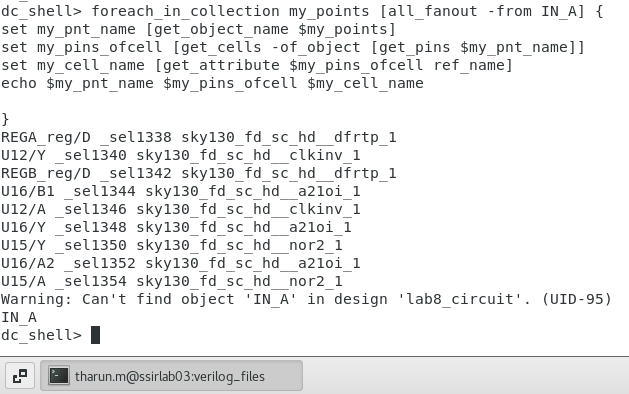 dc_shell> foreach_in_collection my_points [all_fanout -from IN_A] {
set my_pnt_name [get_object_name $my_points]
set my_pins_ofcell [get_cells -of_object [get_pins $my_pnt_name]]
set my_cell_name [get_attribute $my_pins_ofcell ref_name]
echo $my_pnt_name $my_pins_ofcell $my_cell_name
}
REGA_reg/D _sel1338 sky130_fd_sc_hd__dfrtp_1
U12/Y _sel1340 sky130_fd_sc_hd__clkinv_1
REGB_reg/D _sel1342 sky130_fd_sc_hd__dfrtp_1
U16/B1 _sel1344 sky130_fd_sc_hd__a21oi_1
U12/A _sel1346 sky130_fd_sc_hd__clkinv_1
U16/Y _sel1348 sky130_fd_sc_hd__a21oi_1
U15/Y _sel1350 sky130_fd_sc_hd__nor2_1
U16/A2 _sel1352 sky130_fd_sc_hd__a21oi_1
U15/A _sel1354 sky130_fd_sc_hd__nor2_1
Warning: Can't find object 'IN_A' in design 'lab8_circuit'. (UID-95)
IN_A
dc_shell>
tharun.m@ssirlab03:verilog_files